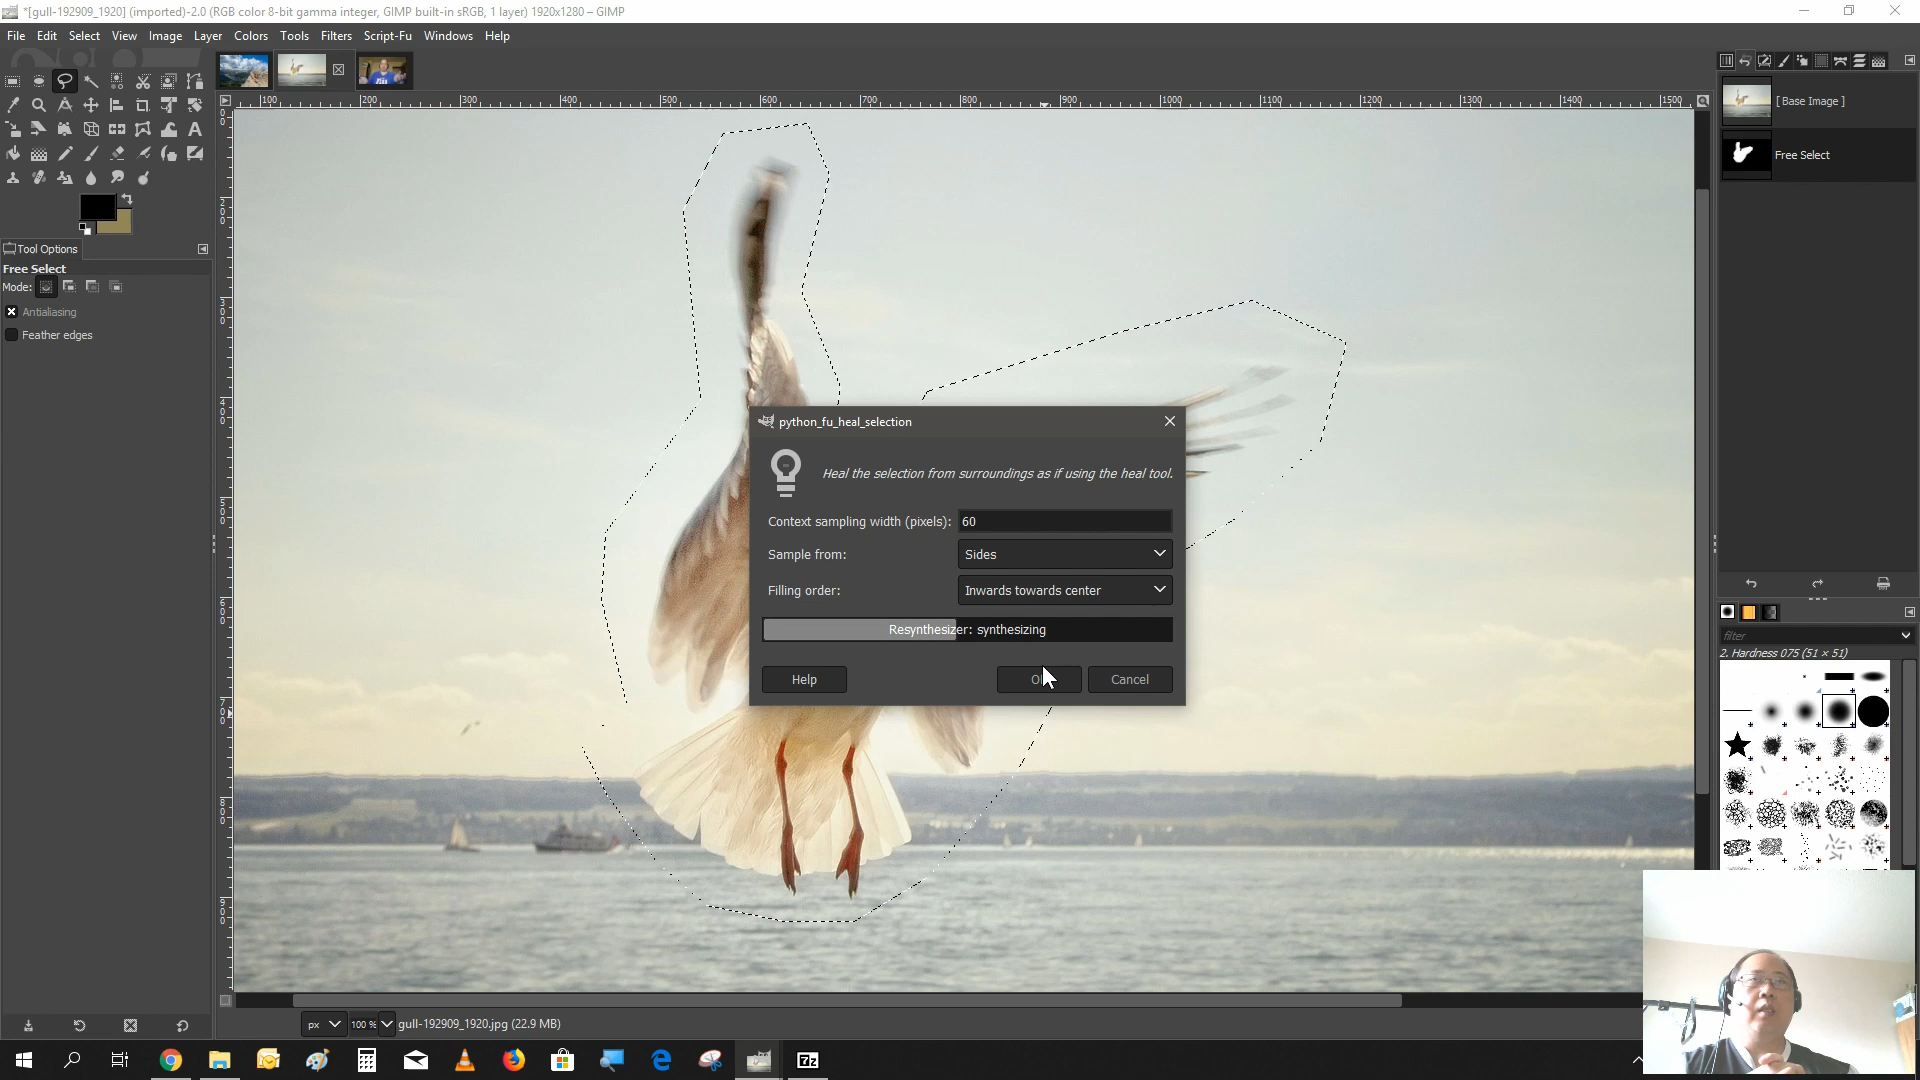 *[gull-192909_1920] (imported)-2.0 (RGB color 8-bit gamma integer, GIMP built-in sRGB, 1 layer) 1920x1280 – GIMP
File Edit Select View Image Layer Colors Tools Filters Script-Fu Windows Help
100 200 300 400 500 600 700 800 900 1000 1100 1200 1300 1400 1500
[ Base Image ]
Free Select
Tool Options
Free Select
Mode:
Antialiasing
Feather edges
python_fu_heal_selection
Heal the selection from surroundings as if using the heal tool.
Context sampling width (pixels): 60
Sample from: Sides
Filling order: Inwards towards center
Resynthesizer: synthesizing
Help
Cancel
filter
2. Hardness 075 (51 × 51)
px 100 % gull-192909_1920.jpg (22.9 MB)
7z